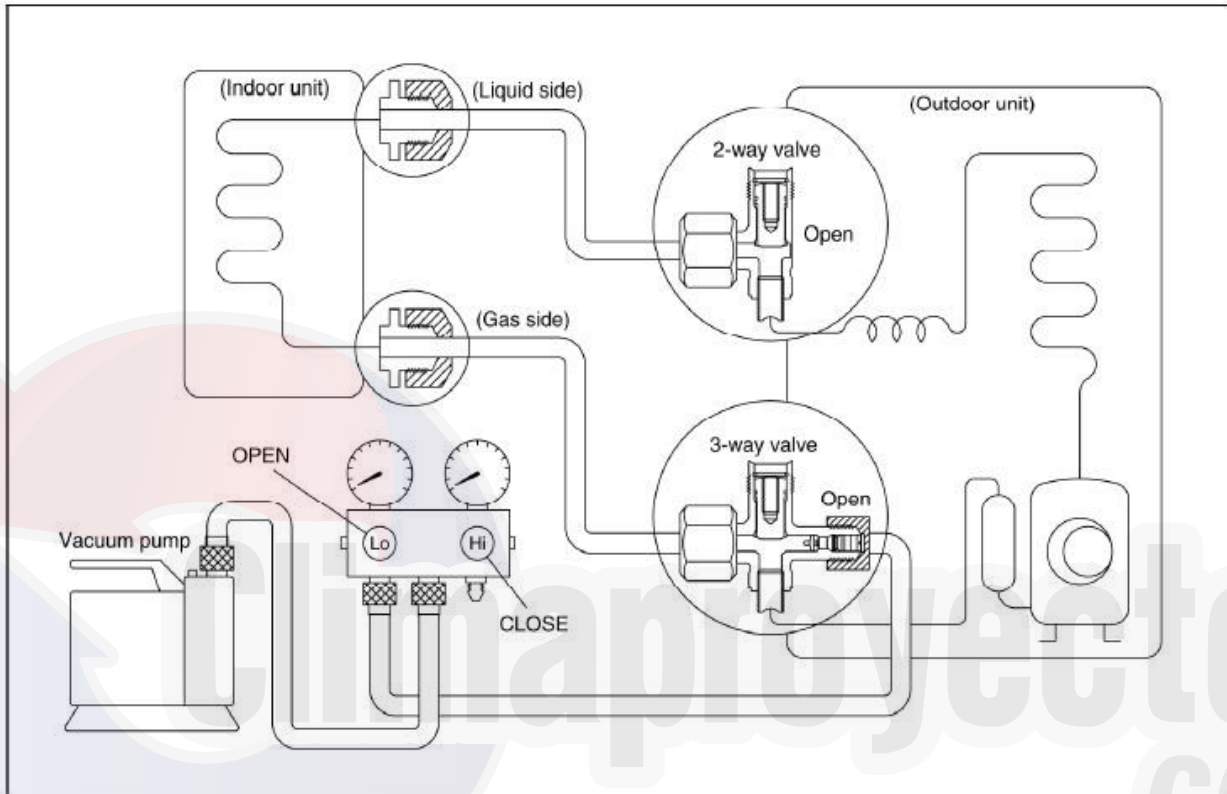 (Indoor unit)
(Liquid side)
(Outdoor unit)
2-way valve
Open
(Gas side)
3-way valve
Open
OPEN
Vacuum pump
Lo
Hi
CLOSE
Climaproyecto